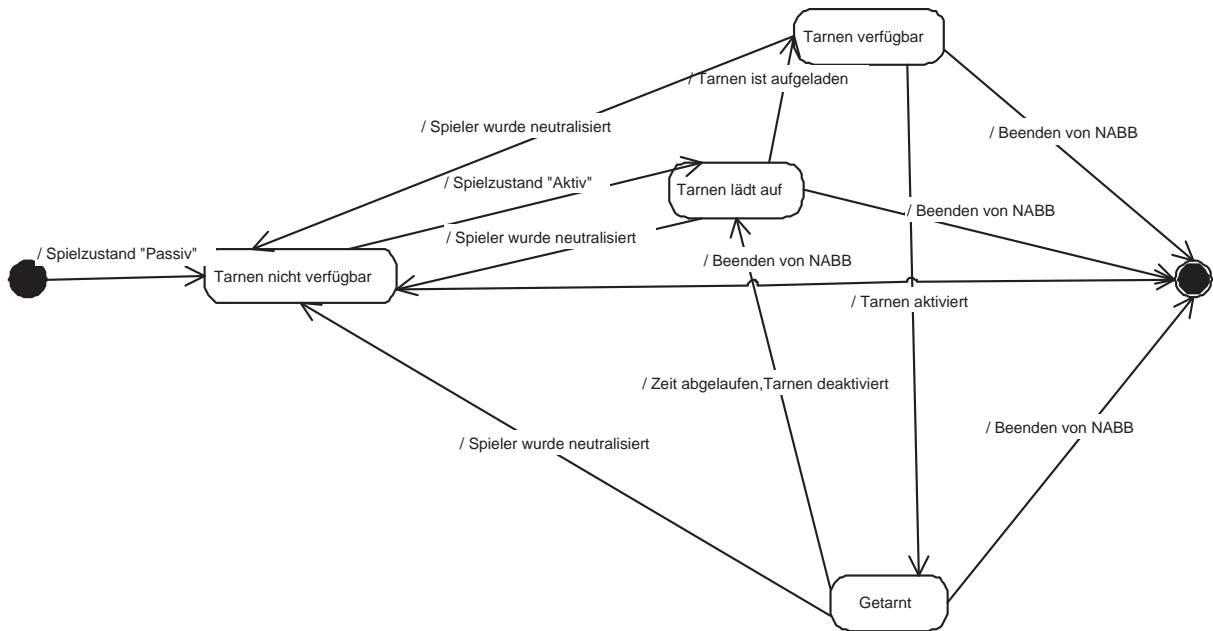 Tarnen verfügbar
/ Tarnen ist aufgeladen
/ Spieler wurde neutralisiert
/ Beenden von NABB
/ Spielzustand "Aktiv"
Tarnen lädt auf
/ Beenden von NABB
/ Spieler wurde neutralisiert
/ Spielzustand "Passiv"
/ Beenden von NABB
Tarnen nicht verfügbar
/ Tarnen aktiviert
/ Zeit abgelaufen,Tarnen deaktiviert
/ Beenden von NABB
/ Spieler wurde neutralisiert
Getarnt